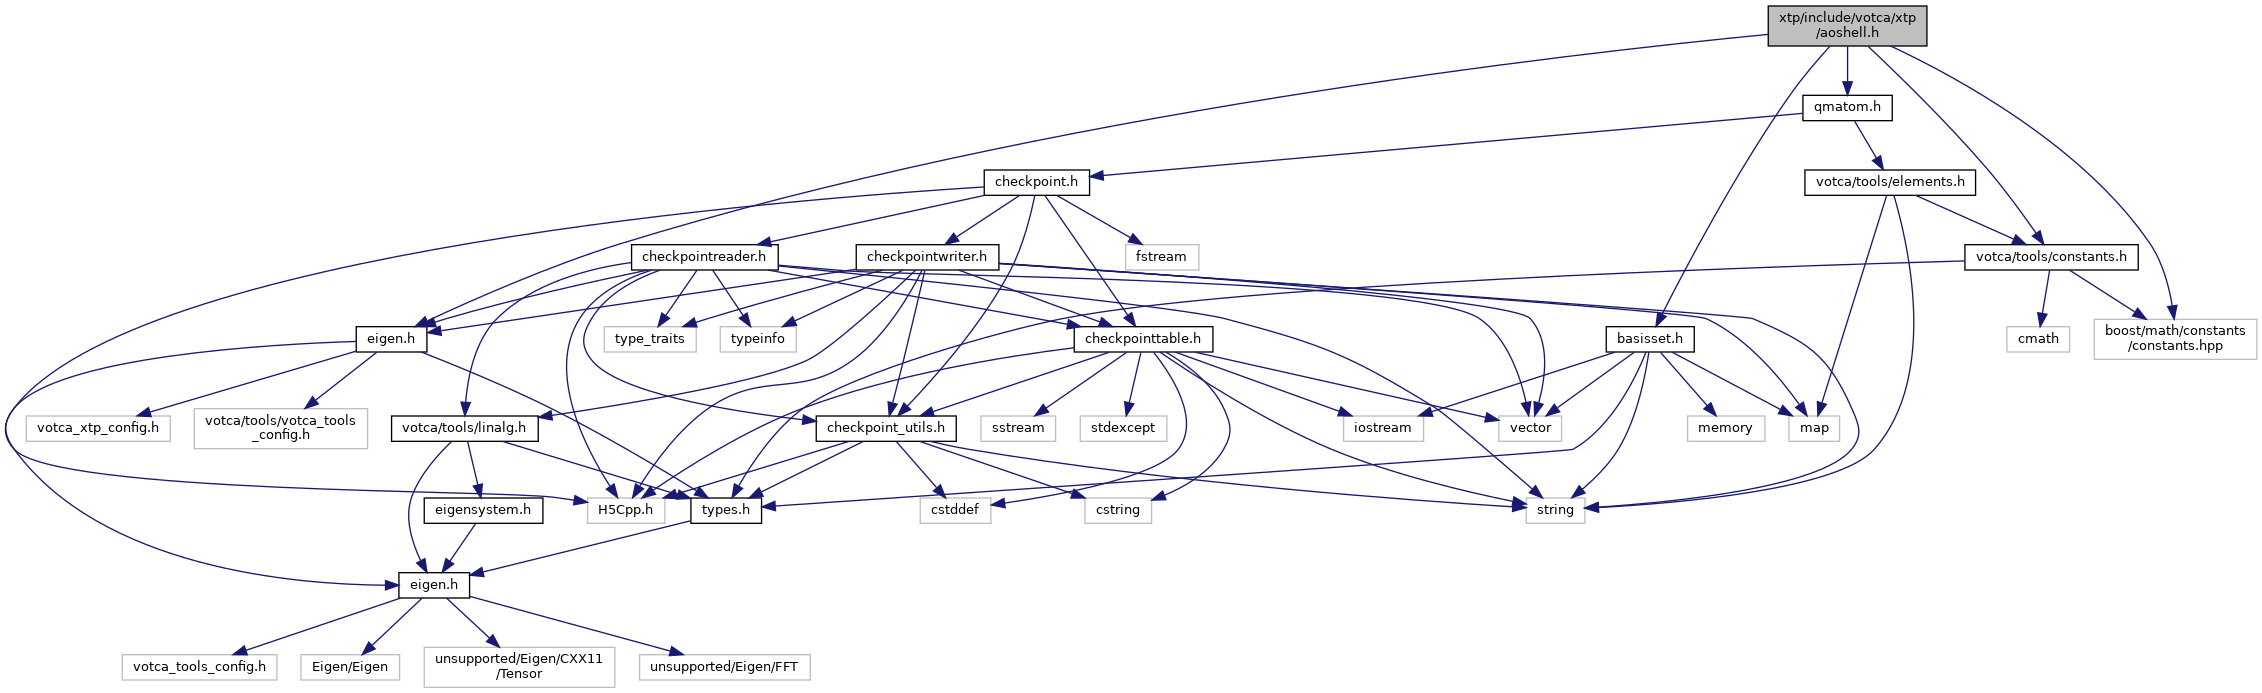 xtp/include/votca/xtp
/aoshell.h
qmatom.h
checkpoint.h
votca/tools/elements.h
checkpointreader.h
checkpointwriter.h
fstream
votca/tools/constants.h
eigen.h
type_traits
typeinfo
checkpointtable.h
basisset.h
cmath
boost/math/constants
/constants.hpp
votca_xtp_config.h
votca/tools/votca_tools
_config.h
votca/tools/linalg.h
checkpoint_utils.h
sstream
stdexcept
iostream
vector
memory
map
eigensystem.h
H5Cpp.h
types.h
cstddef
cstring
string
eigen.h
votca_tools_config.h
Eigen/Eigen
unsupported/Eigen/CXX11
/Tensor
unsupported/Eigen/FFT